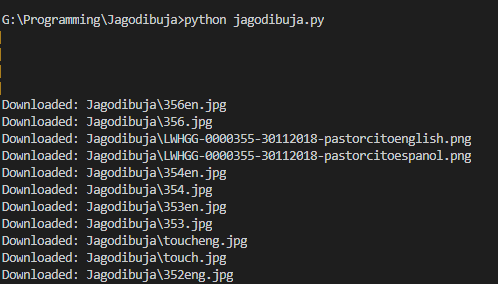 G:\Programming\Jagodibuja>python jagodibuja.py
Downloaded: Jagodibuja\356en.jpg
Downloaded: Jagodibuja\356.jpg
Downloaded: Jagodibuja\LWHGG-0000355-30112018-pastorcitoenglish.png
Downloaded: Jagodibuja\LWHGG-0000355-30112018-pastorcitoespanol.png
Downloaded: Jagodibuja\354en.jpg
Downloaded: Jagodibuja\354.jpg
Downloaded: Jagodibuja\353en.jpg
Downloaded: Jagodibuja\353.jpg
Downloaded: Jagodibuja\toucheng.jpg
Downloaded: Jagodibuja\touch.jpg
Downloaded: Jagodibuja\352eng.jpg